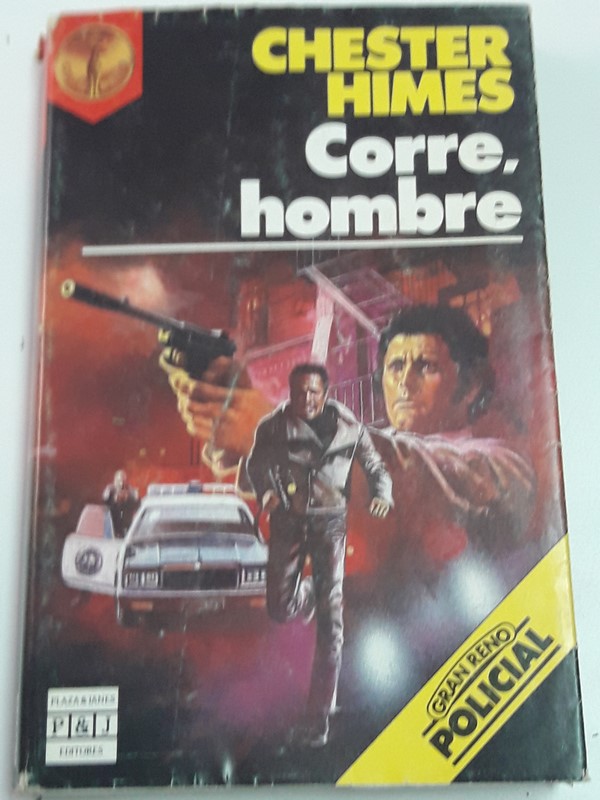 CHESTER
HIMES
Corre,
hombre
GRAN RENO
POLICIAL
PLAZA & JANES
P & J
EDITORES